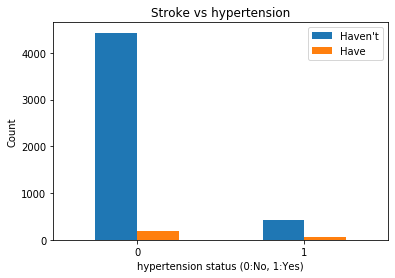 Stroke vs hypertension
Haven't
Have
4000
3000
2000
1000
0
Count
0
1
hypertension status (0:No, 1:Yes)